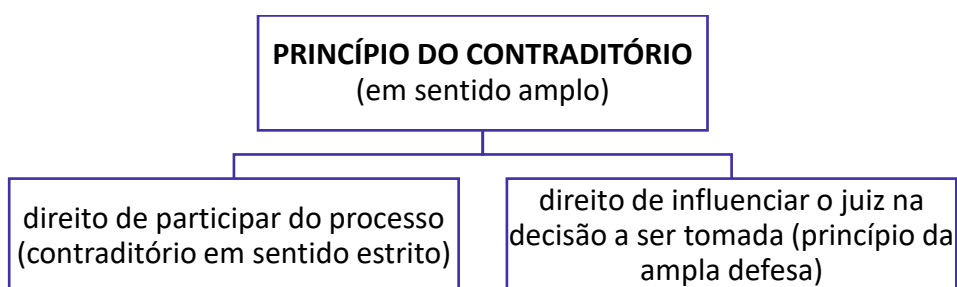 PRINCÍPIO DO CONTRADITÓRIO
(em sentido amplo)
direito de participar do processo
(contraditório em sentido estrito)
direito de influenciar o juiz na
decisão a ser tomada (princípio da
ampla defesa)